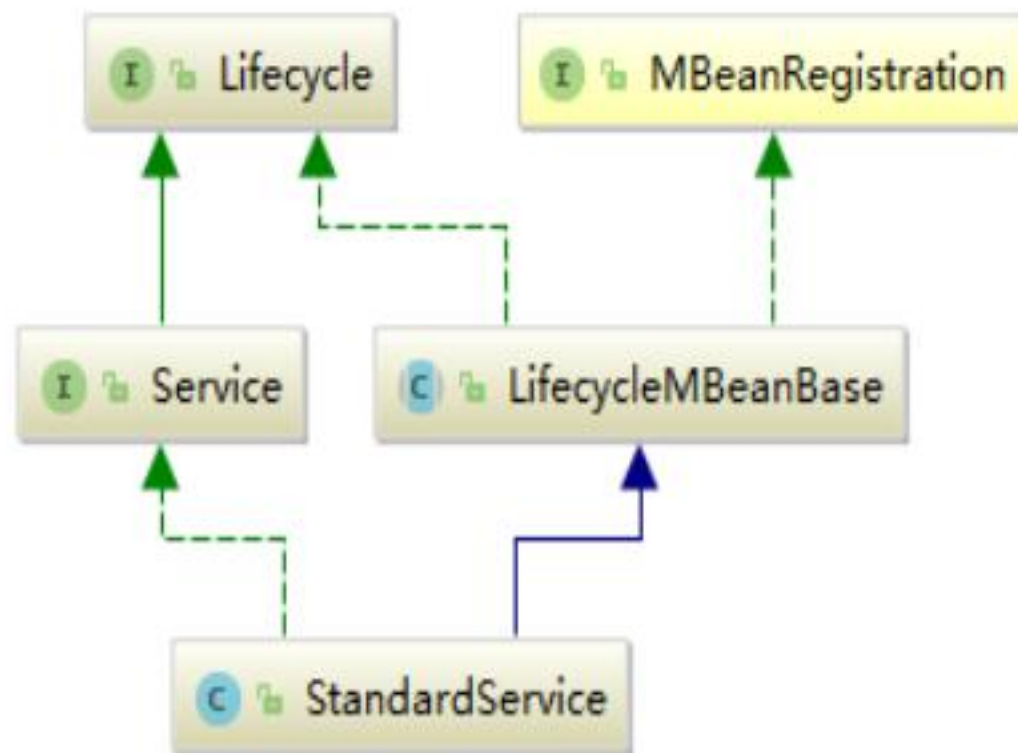 I Lifecycle
I MBeanRegistration
I Service
C LifecycleMBeanBase
C StandardService